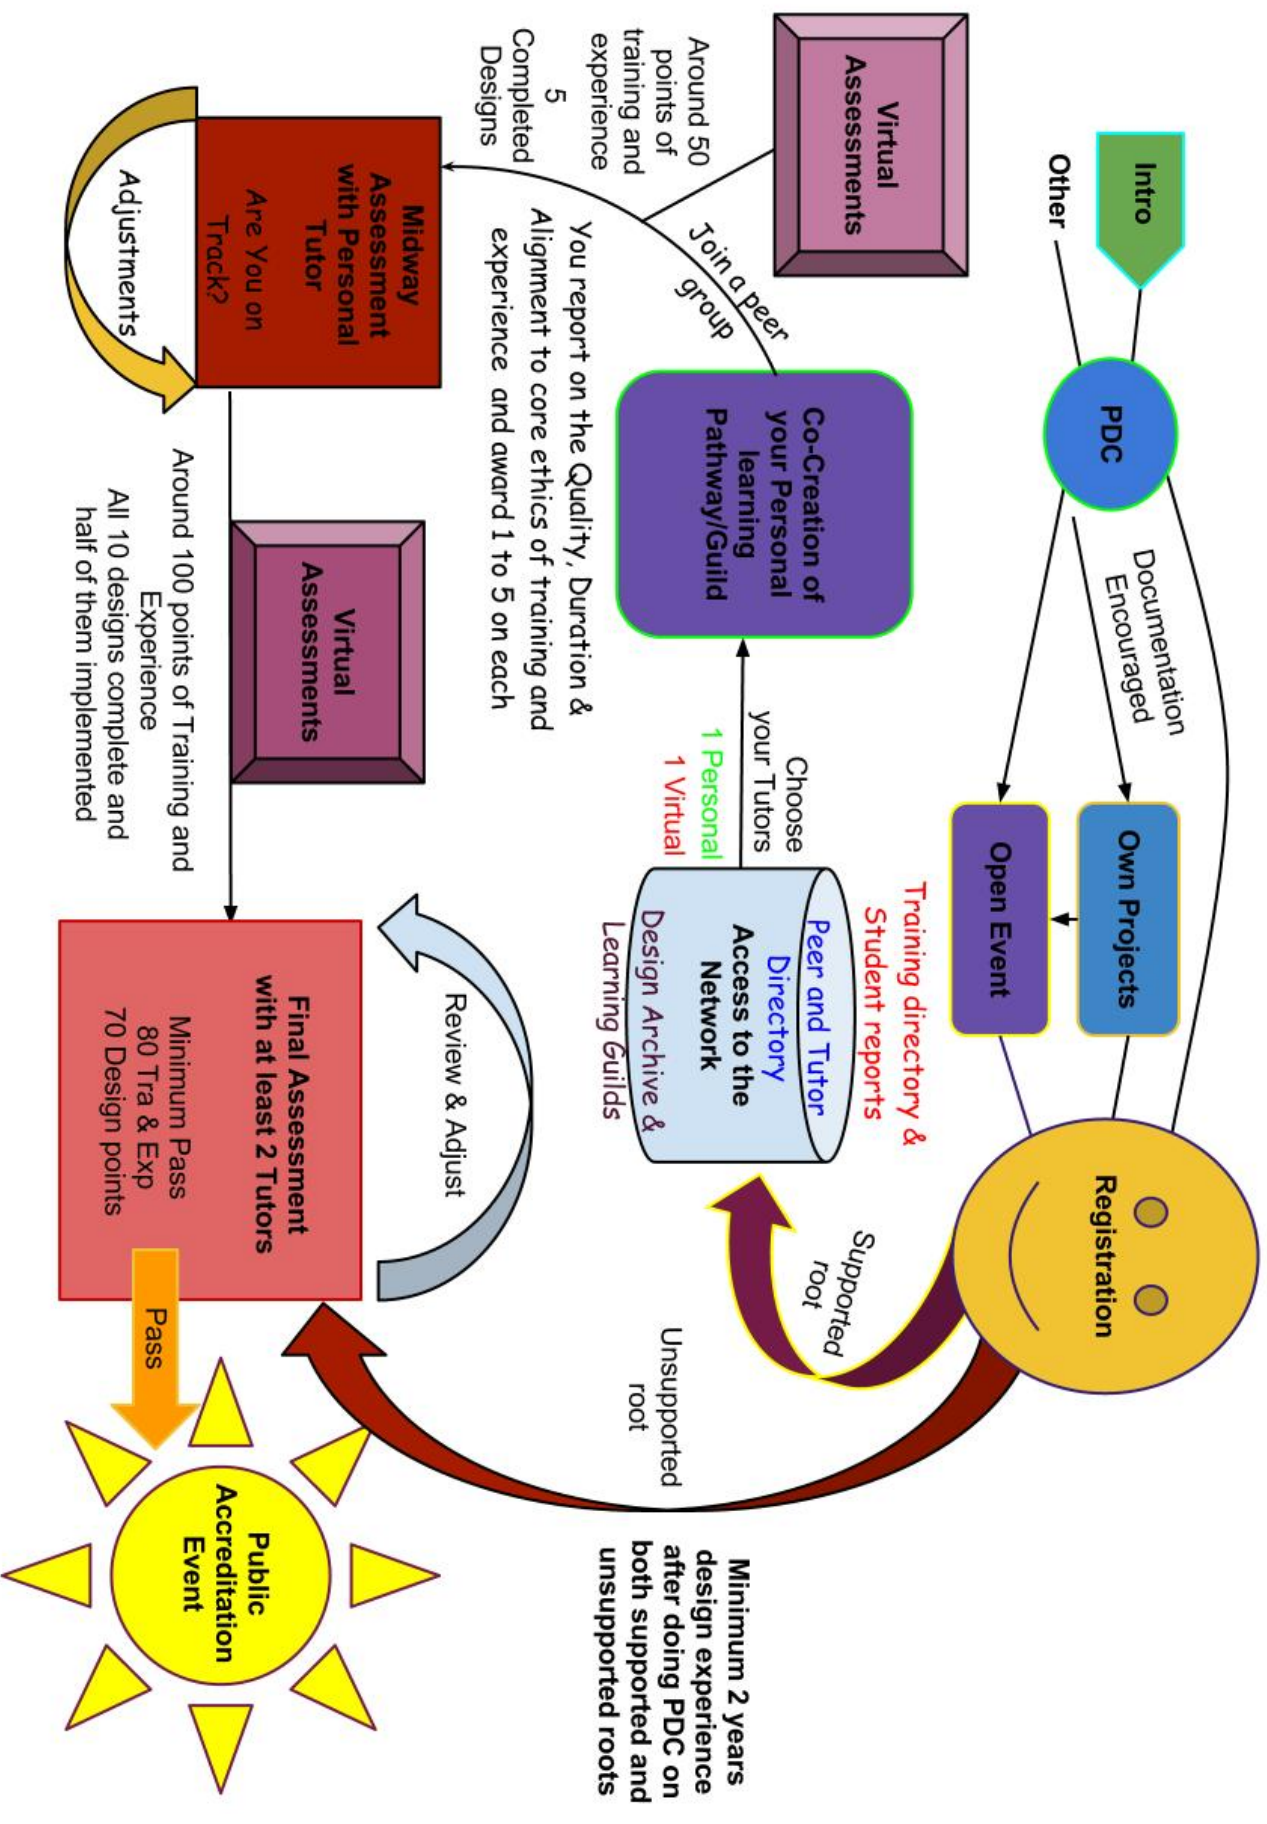 Intro
Other
PDC
Documentation
Encouraged
Own Projects
Open Event
Registration
Supported
root
Unsupported
root
Minimum 2 years
design experience
after doing PDC on
both supported and
unsupported roots
Training directory &
Student reports
Peer and Tutor
Directory
Access to the
Network
Design Archive &
Learning Guilds
Choose
your Tutors
1 Personal
1 Virtual
Co-Creation of
your Personal
learning
Pathway/Guild
Join a peer
group
Virtual
Assessments
Around 50
points of
training and
experience
5
Completed
Designs
You report on the Quality, Duration &
Alignment to core ethics of training and
experience and award 1 to 5 on each
Midway
Assessment
with Personal
Tutor
Are You on
Track?
Adjustments
Virtual
Assessments
Around 100 points of Training and
Experience
All 10 designs complete and
half of them implemented
Review & Adjust
Final Assessment
with at least 2 Tutors
Minimum Pass
80 Tra & Exp
70 Design points
Pass
Public
Accreditation
Event